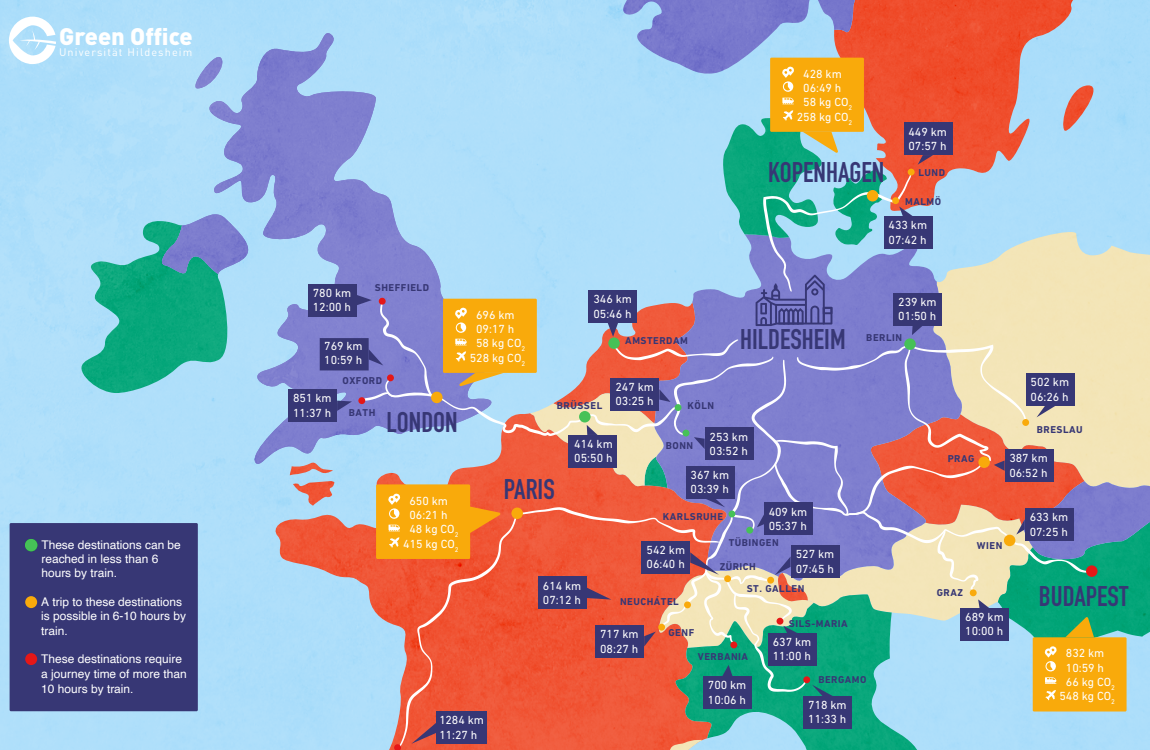 Green Office
Universität Hildesheim
428 km
06:49 h
58 kg CO2
258 kg CO2
449 km
07:57 h
KOPENHAGEN
LUND
MALMÖ
433 km
07:42 h
780 km
12:00 h
SHEFFIELD
696 km
09:17 h
58 kg CO2
528 kg CO2
346 km
05:46 h
AMSTERDAM
HILDESHEIM
239 km
01:50 h
BERLIN
769 km
10:59 h
OXFORD
851 km
11:37 h
BATH
LONDON
247 km
03:25 h
KÖLN
BRÜSSEL
414 km
05:50 h
BONN
253 km
03:52 h
502 km
06:26 h
BRESLAU
PRAG
387 km
06:52 h
367 km
03:39 h
KARLSRUHE
409 km
05:37 h
TÜBINGEN
PARIS
650 km
06:21 h
48 kg CO2
415 kg CO2
633 km
07:25 h
WIEN
542 km
06:40 h
ZÜRICH
527 km
07:45 h
ST. GALLEN
614 km
07:12 h
NEUCHÁTEL
BUDAPEST
GRAZ
689 km
10:00 h
717 km
08:27 h
GENF
SILS-MARIA
637 km
11:00 h
VERBANIA
700 km
10:06 h
BERGAMO
718 km
11:33 h
832 km
10:59 h
66 kg CO2
548 kg CO2
1284 km
11:27 h
These destinations can be
reached in less than 6
hours by train.
A trip to these destinations
is possible in 6-10 hours by
train.
These destinations require
a journey time of more than
10 hours by train.